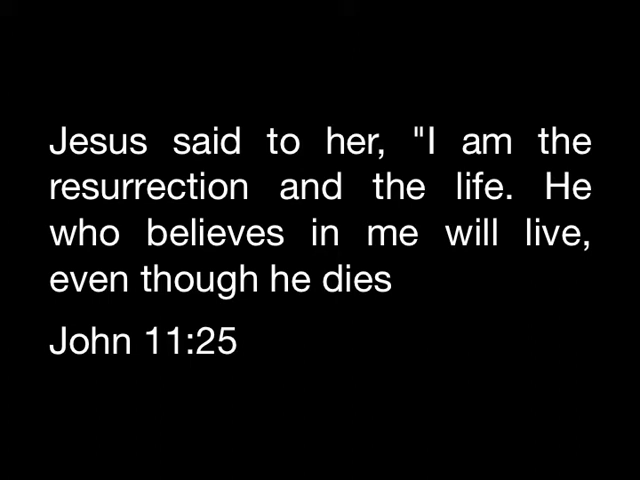 Jesus said to her, "I am the
resurrection and the life. He
who believes in me will live,
even though he dies
John 11:25